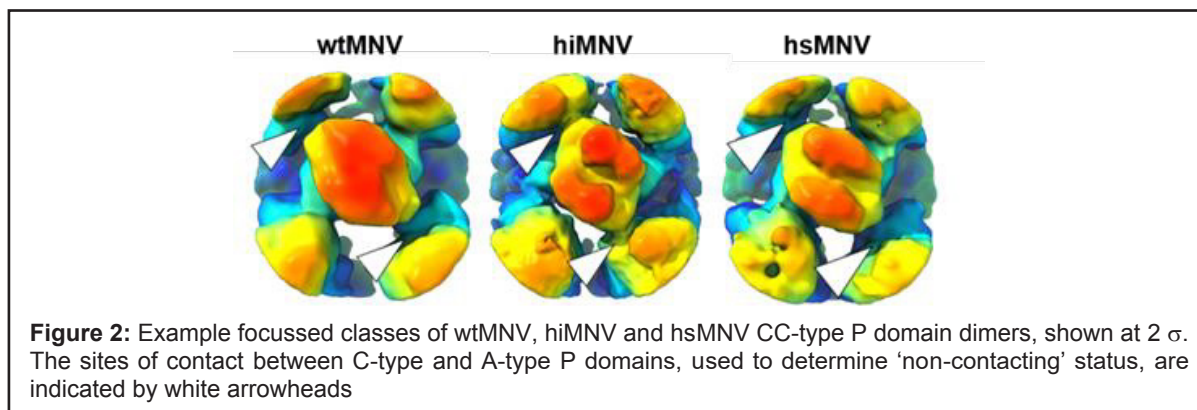 wtMNV hiMNV hsMNV
Figure 2: Example focussed classes of wtMNV, hiMNV and hsMNV CC-type P domain dimers, shown at 2 σ.
The sites of contact between C-type and A-type P domains, used to determine ‘non-contacting’ status, are
indicated by white arrowheads